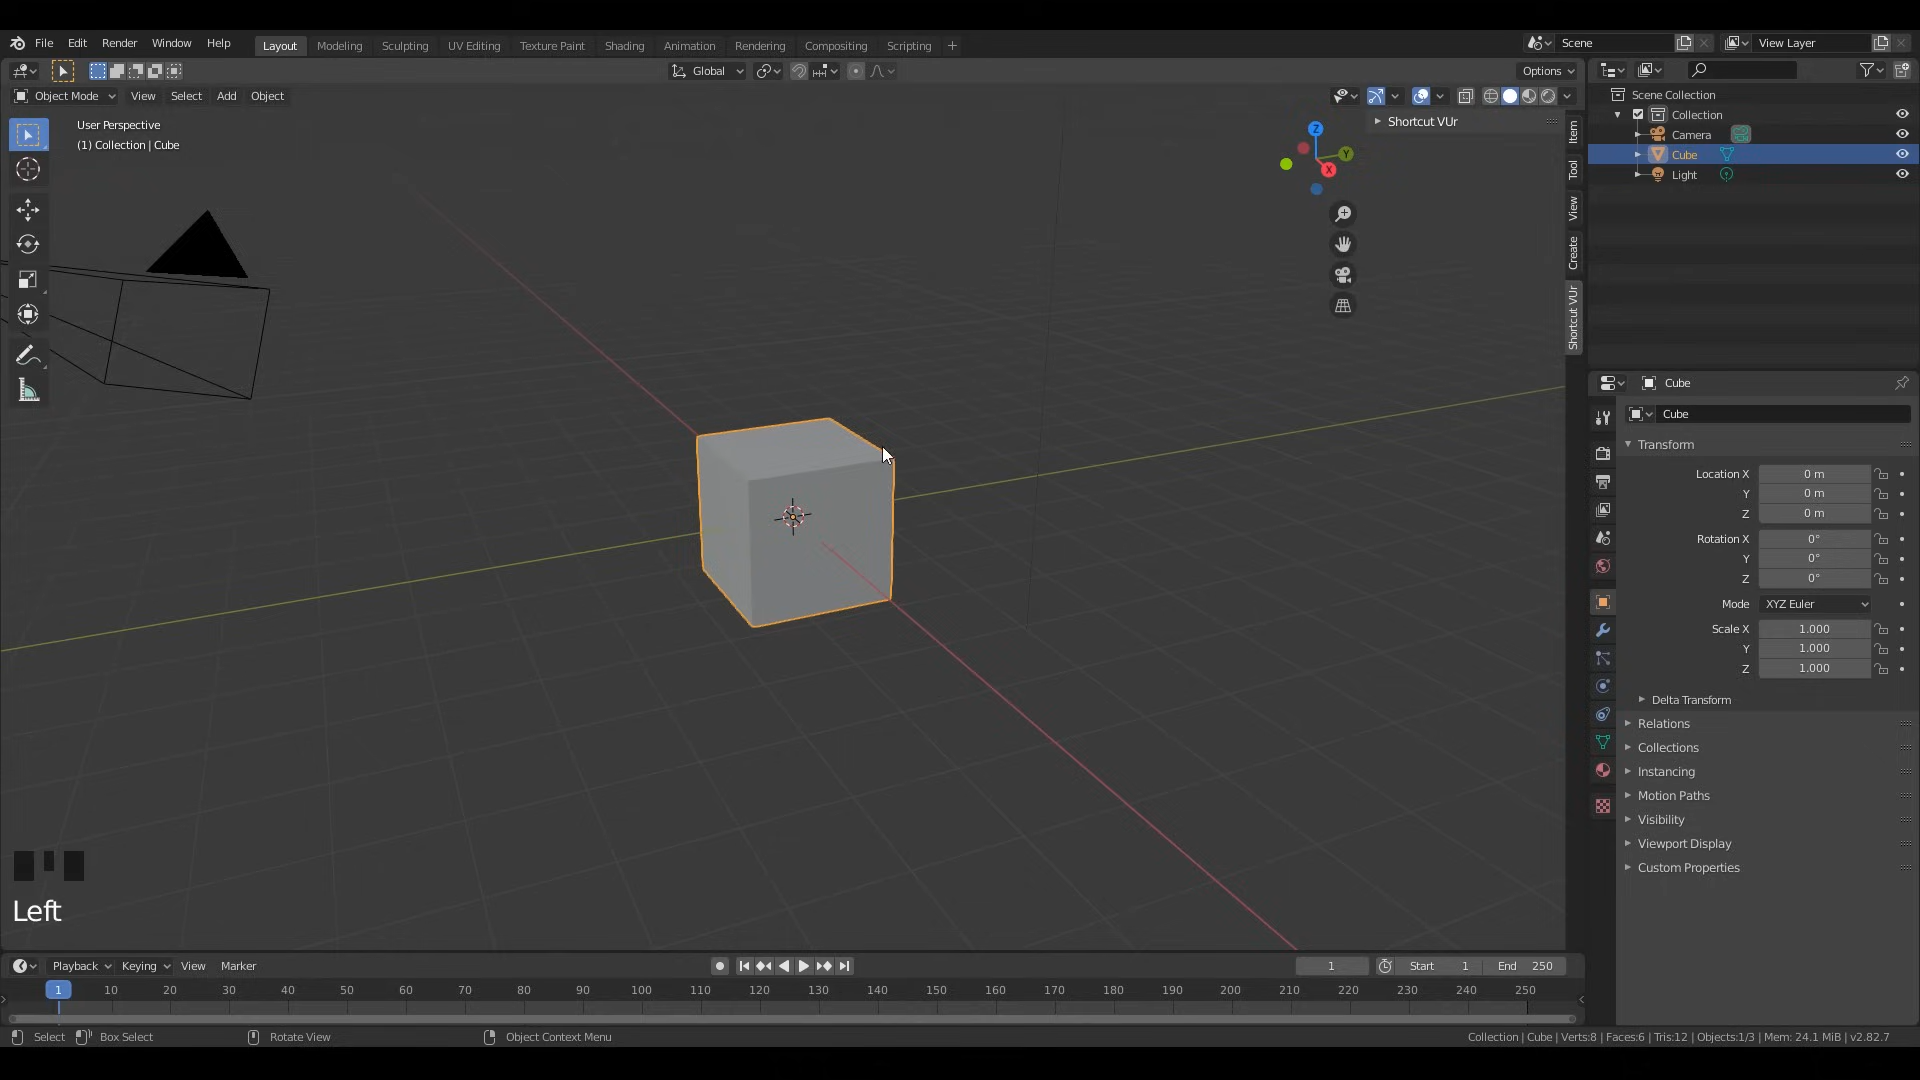 File Edit Render Window Help Layout Modeling Sculpting UV Editing Texture Paint Shading Animation Rendering Compositing Scripting + Scene View Layer
Global Options
Object Mode View Select Add Object
User Perspective
(1) Collection | Cube
Shortcut VUr
Z
Y
X
Item
Tool
View
Create
Shortcut VUr
Scene Collection
Collection
Camera
Cube
Light
Cube
Cube
Transform
Location X 0 m
Y 0 m
Z 0 m
Rotation X 0°
Y 0°
Z 0°
Mode XYZ Euler
Scale X 1.000
Y 1.000
Z 1.000
Delta Transform
Relations
Collections
Instancing
Motion Paths
Visibility
Viewport Display
Custom Properties
Left
Playback Keying View Marker 1 Start 1 End 250
1 10 20 30 40 50 60 70 80 90 100 110 120 130 140 150 160 170 180 190 200 210 220 230 240 250
Select Box Select Rotate View Object Context Menu Collection | Cube | Verts:8 | Faces:6 | Tris:12 | Objects:1/3 | Mem: 24.1 MiB | v2.82.7